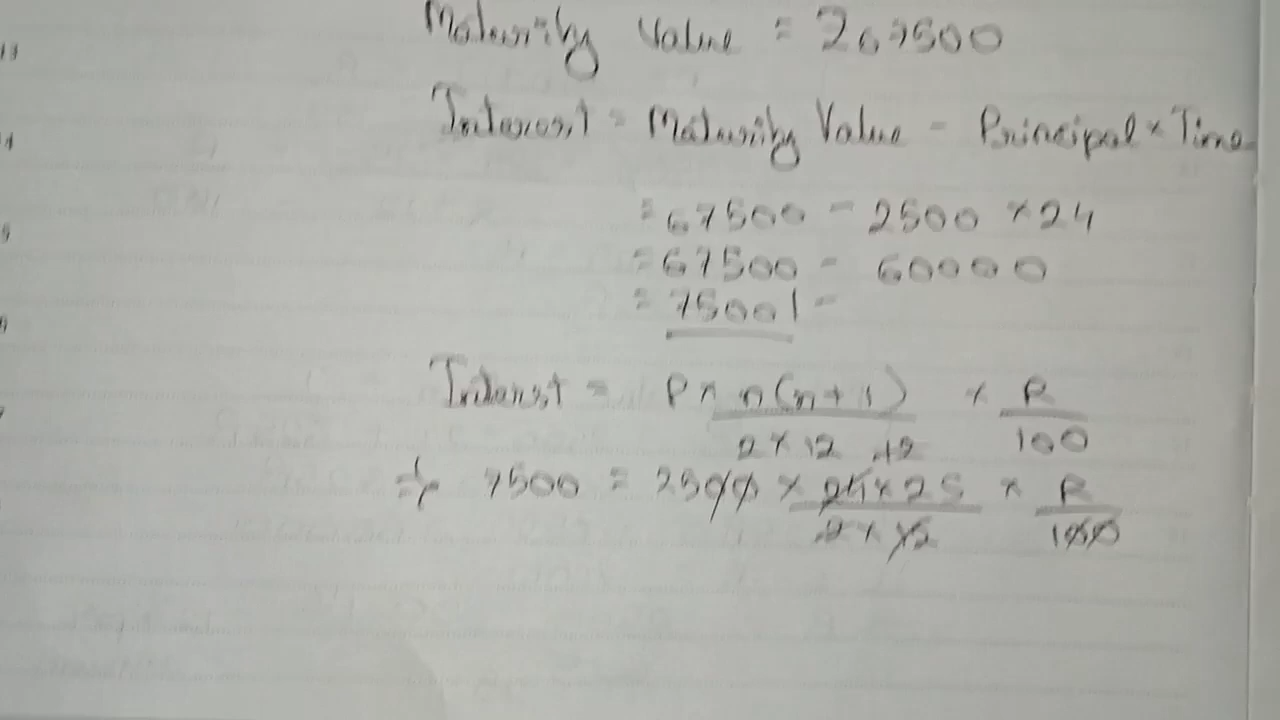 Maturity Value = ₹67500
Interest = Maturity Value - Principal × Time
= 67500 - 2500 × 24
= 67500 - 60000
= 7500/-
Interest = P × n(n+1) / 2 × 12 × R / 100
⇒ 7500 = 2500 × 24 × 25 / 2 × 12 × R / 100